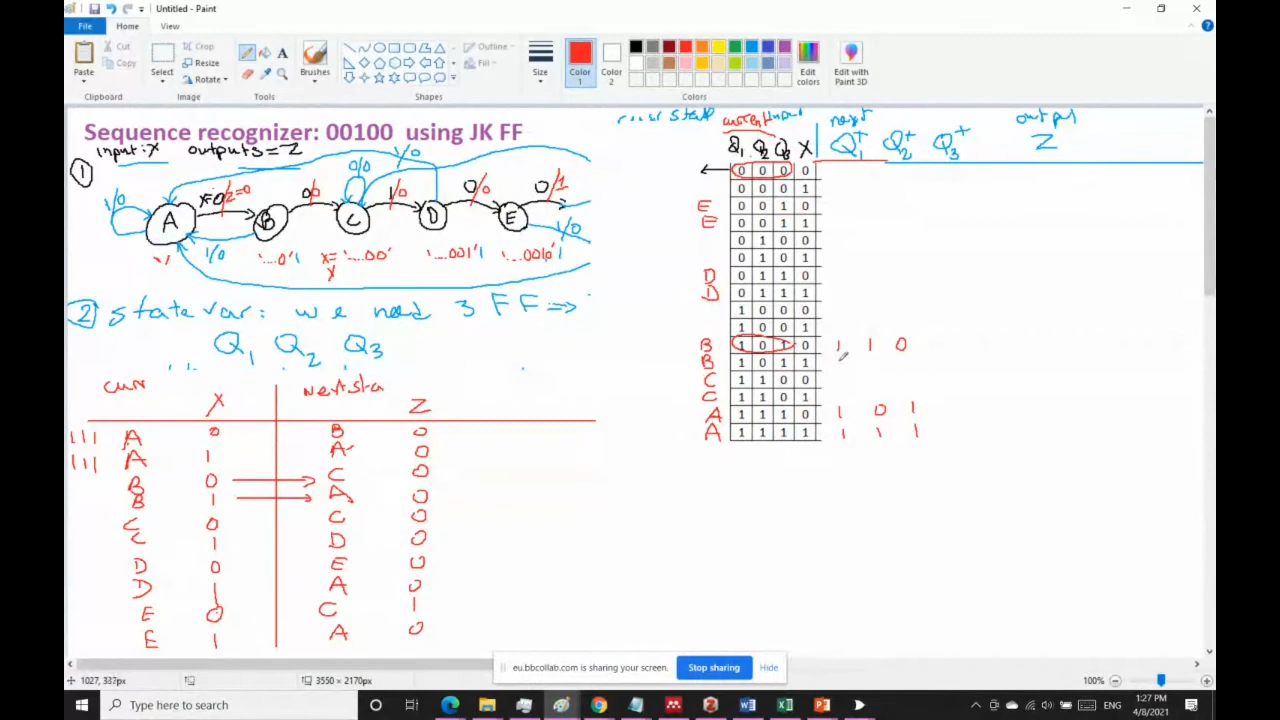 Untitled - Paint
File Home View
Paste
Cut
Copy
Clipboard
Select
Crop
Resize
Rotate
Image
A
Tools
Brushes
Shapes
Outline
Fill
Size
Color 1
Color 2
Edit colors
Colors
Edit with Paint 3D
Sequence recognizer: 00100 using JK FF
input: X outputs = Z
1
1/0 A X=0/Z=0 B 0/0 C 0/0 1/0 D 0/0 E 0/1
1/0
1/0
1/0
'...0' '...00' '...001' '...0010'
2 state var: we need 3 FF =>
Q1 Q2 Q3
curr X Next sta Z
111 A 0 B 0
111 A 1 A 0
B 0 C 0
B 1 A 0
C 0 C 0
C 1 D 0
D 0 E 0
D 1 A 0
E 0 C 1
E 1 A 0
current input next output
Q1 Q2 Q3 X Q1+ Q2+ Q3+ Z
0 0 0 0
0 0 0 1
E 0 0 1 0
E 0 0 1 1
0 1 0 0
0 1 0 1
D 0 1 1 0
D 0 1 1 1
1 0 0 0
1 0 0 1
B 1 0 1 0 1 1 0
B 1 0 1 1
C 1 1 0 0
C 1 1 0 1
A 1 1 1 0 1 0 1
A 1 1 1 1 1 1 1
eu.bbcollab.com is sharing your screen. Stop sharing Hide
1027, 337px
3550 × 2170px
100%
Type here to search
ENG
1:27 PM
4/8/2021